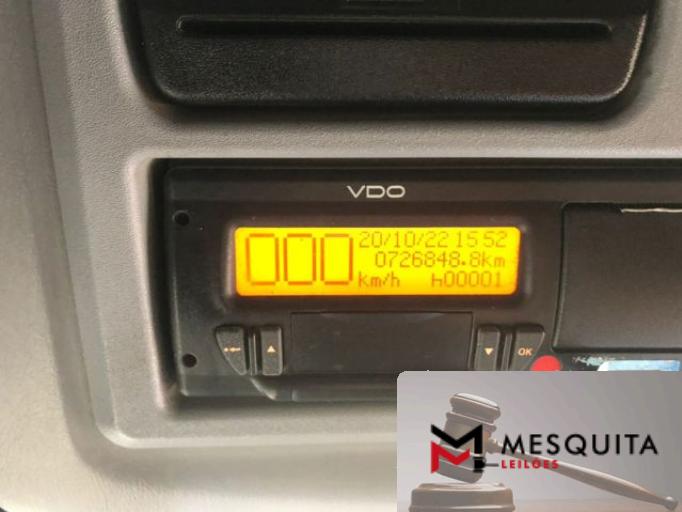 VDO
000 20/10/22 15 52
0726848.8km
Km/h h00001
OK
MESQUITA
LEILÕES